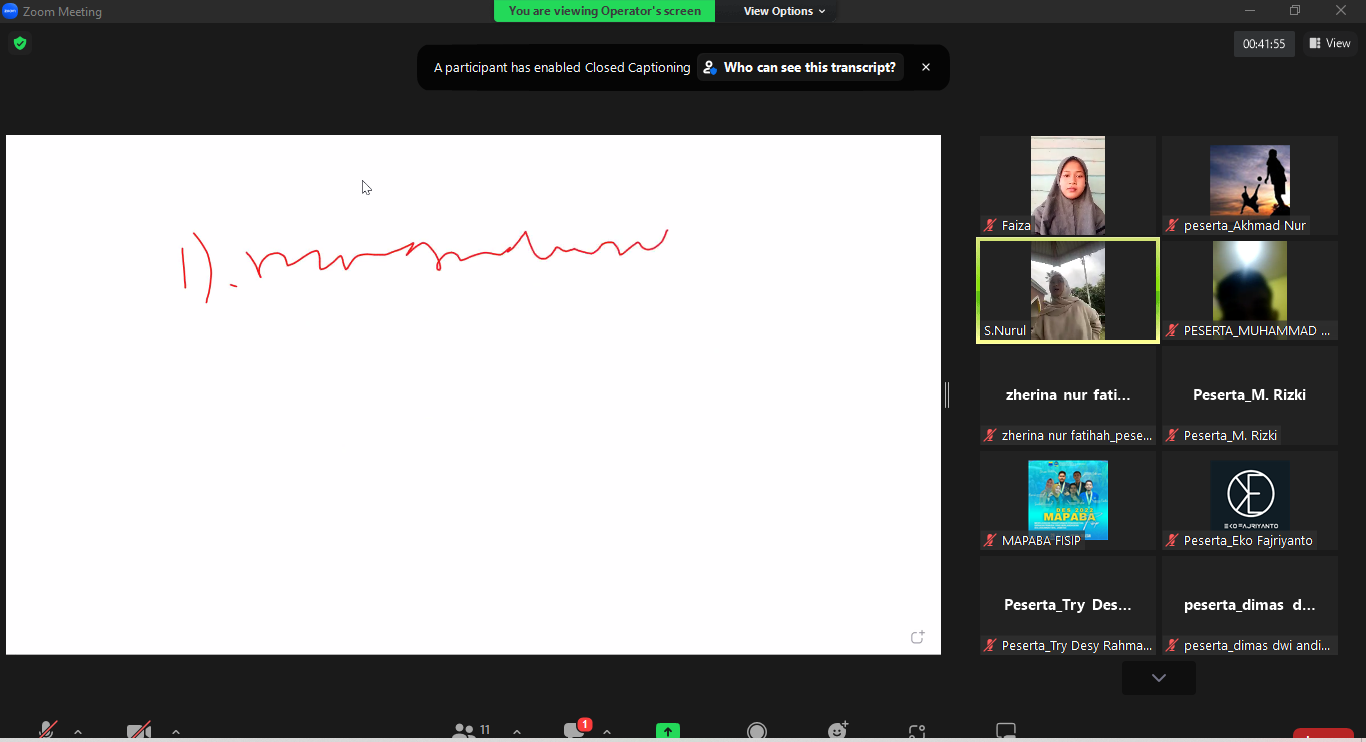 Zoom Meeting
You are viewing Operator's screen
View Options
00:41:55
View
A participant has enabled Closed Captioning
Who can see this transcript?
1).
Faiza
peserta_Akhmad Nur
S.Nurul
PESERTA_MUHAMMAD ...
zherina nur fati...
zherina nur fatihah_pese...
Peserta_M. Rizki
Peserta_M. Rizki
MAPABA
MAPABA FISIP
EKO FAJRIYANTO
Peserta_Eko Fajriyanto
Peserta_Try Des...
Peserta_Try Desy Rahma...
peserta_dimas d...
peserta_dimas dwi andi...
11
1